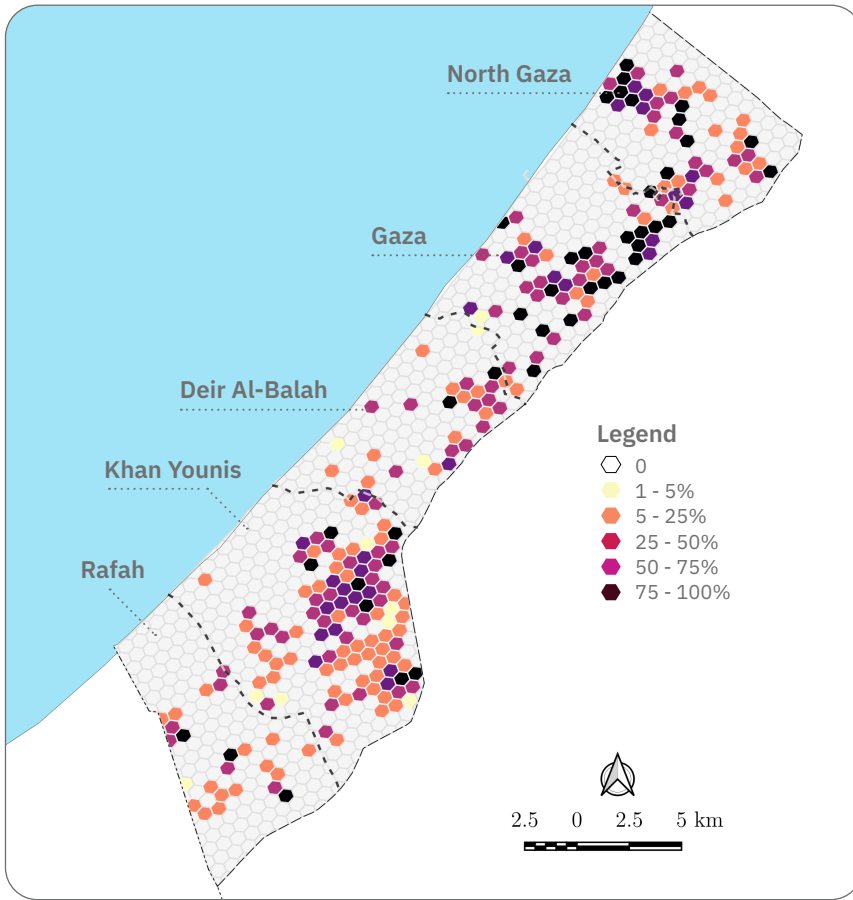 North Gaza
Gaza
Deir Al-Balah
Khan Younis
Rafah
Legend
0
1 - 5%
5 - 25%
25 - 50%
50 - 75%
75 - 100%
2.5 0 2.5 5 km